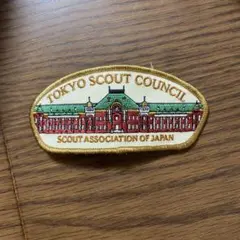 TOKYO SCOUT COUNCIL
SCOUT ASSOCIATION OF JAPAN